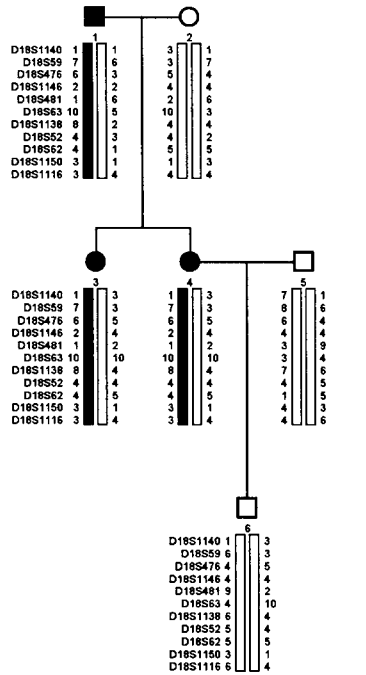 1 2
D18S1140 1 1 3 1
D18S59 7 6 3 7
D18S476 6 3 5 4
D18S1146 2 2 4 4
D18S481 1 6 2 6
D18S63 10 5 10 3
D18S1138 8 2 4 4
D18S52 4 3 4 2
D18S62 4 1 5 5
D18S1150 3 1 1 3
D18S1116 3 4 4 4
3 4 5
D18S1140 1 3 1 3 7 1
D18S59 7 3 7 3 8 6
D18S476 6 5 6 5 6 4
D18S1146 2 4 2 4 4 4
D18S481 1 2 1 2 3 9
D18S63 10 10 10 10 3 4
D18S1138 8 4 8 4 7 6
D18S52 4 4 4 4 4 5
D18S62 4 5 4 5 1 5
D18S1150 3 1 3 1 4 3
D18S1116 3 4 3 4 4 6
6
D18S1140 1 3
D18S59 6 3
D18S476 4 5
D18S1146 4 4
D18S481 9 2
D18S63 4 10
D18S1138 6 4
D18S52 5 4
D18S62 5 5
D18S1150 3 1
D18S1116 6 4